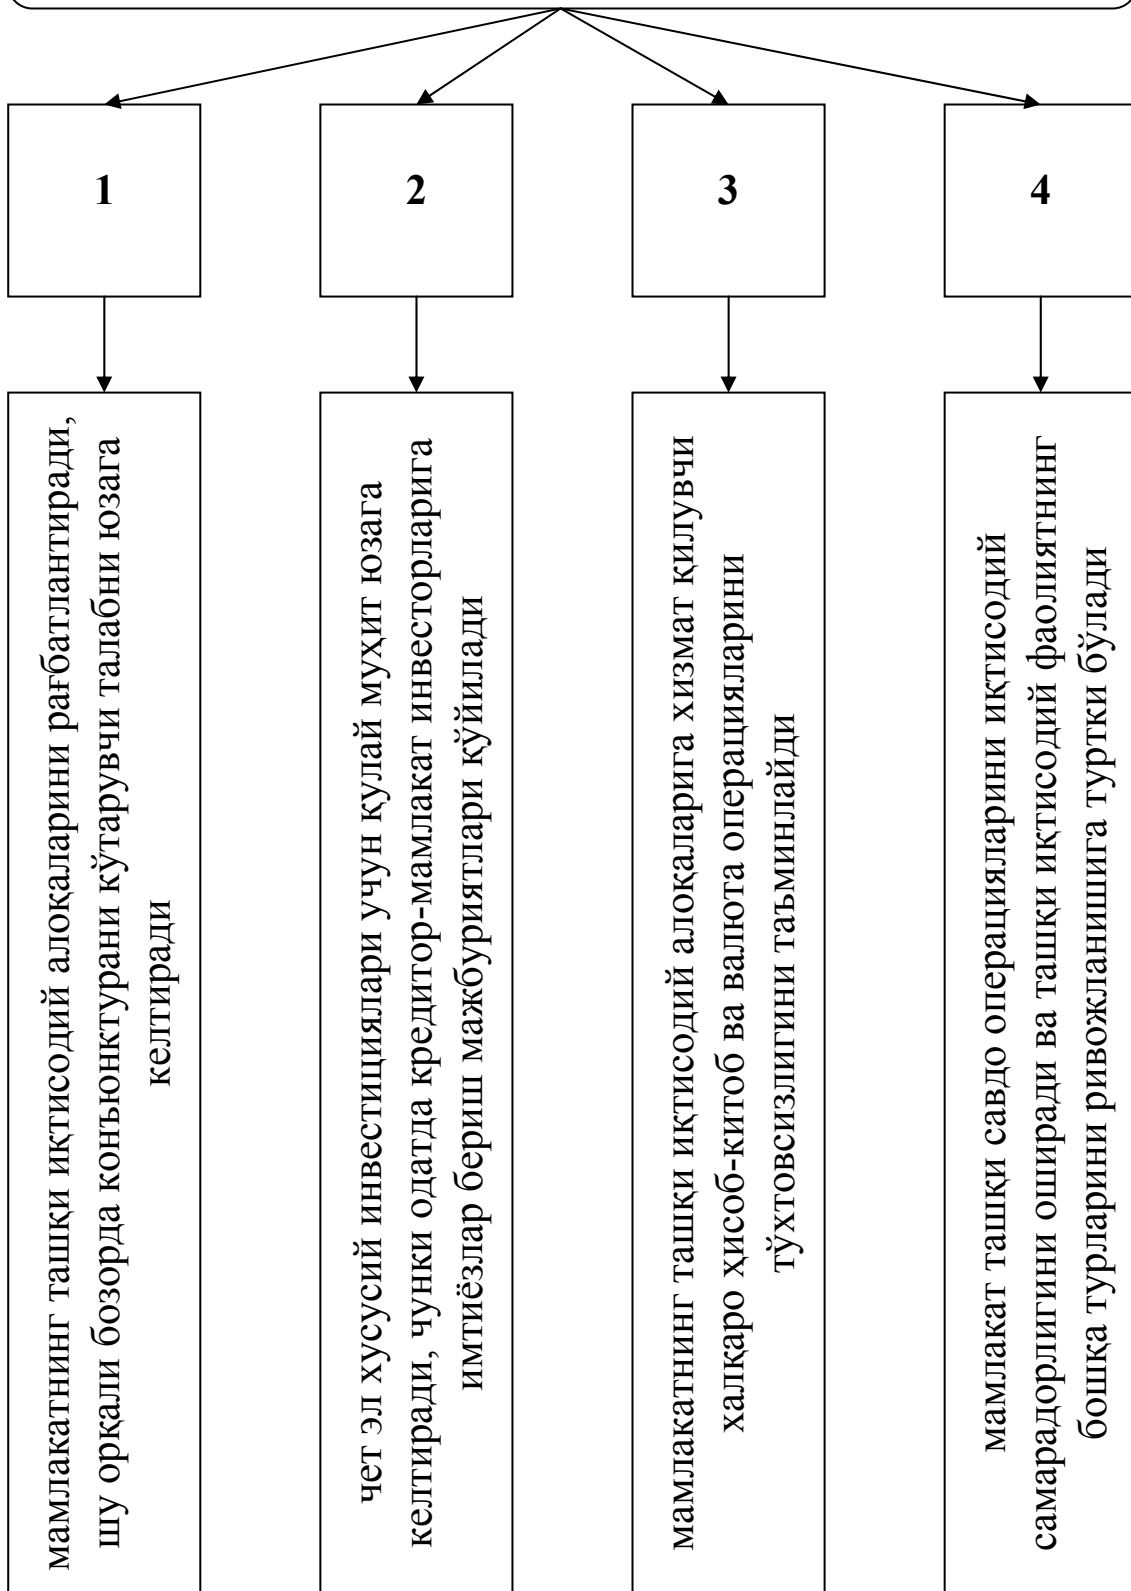 1
2
3
4
мамлакатнинг ташқи иқтисодий алоқаларини рағбатлантиради,
шу орқали бозорда конъюнктурани кўтарувчи талабни юзага
келтиради
чет эл хусусий инвестициялари учун қулай муҳит юзага
келтиради, чунки одатда кредитор-мамлакат инвесторларига
имтиёзлар бериш мажбуриятлари қўйилади
мамлакатнинг ташқи иқтисодий алоқаларига хизмат қилувчи
халқаро ҳисоб-китоб ва валюта операцияларини
тўхтовсизлигини таъминлайди
мамлакат ташқи савдо операцияларини иқтисодий
самарадорлигини оширади ва ташқи иқтисодий фаолиятнинг
бошқа турларини ривожланишига туртки бўлади